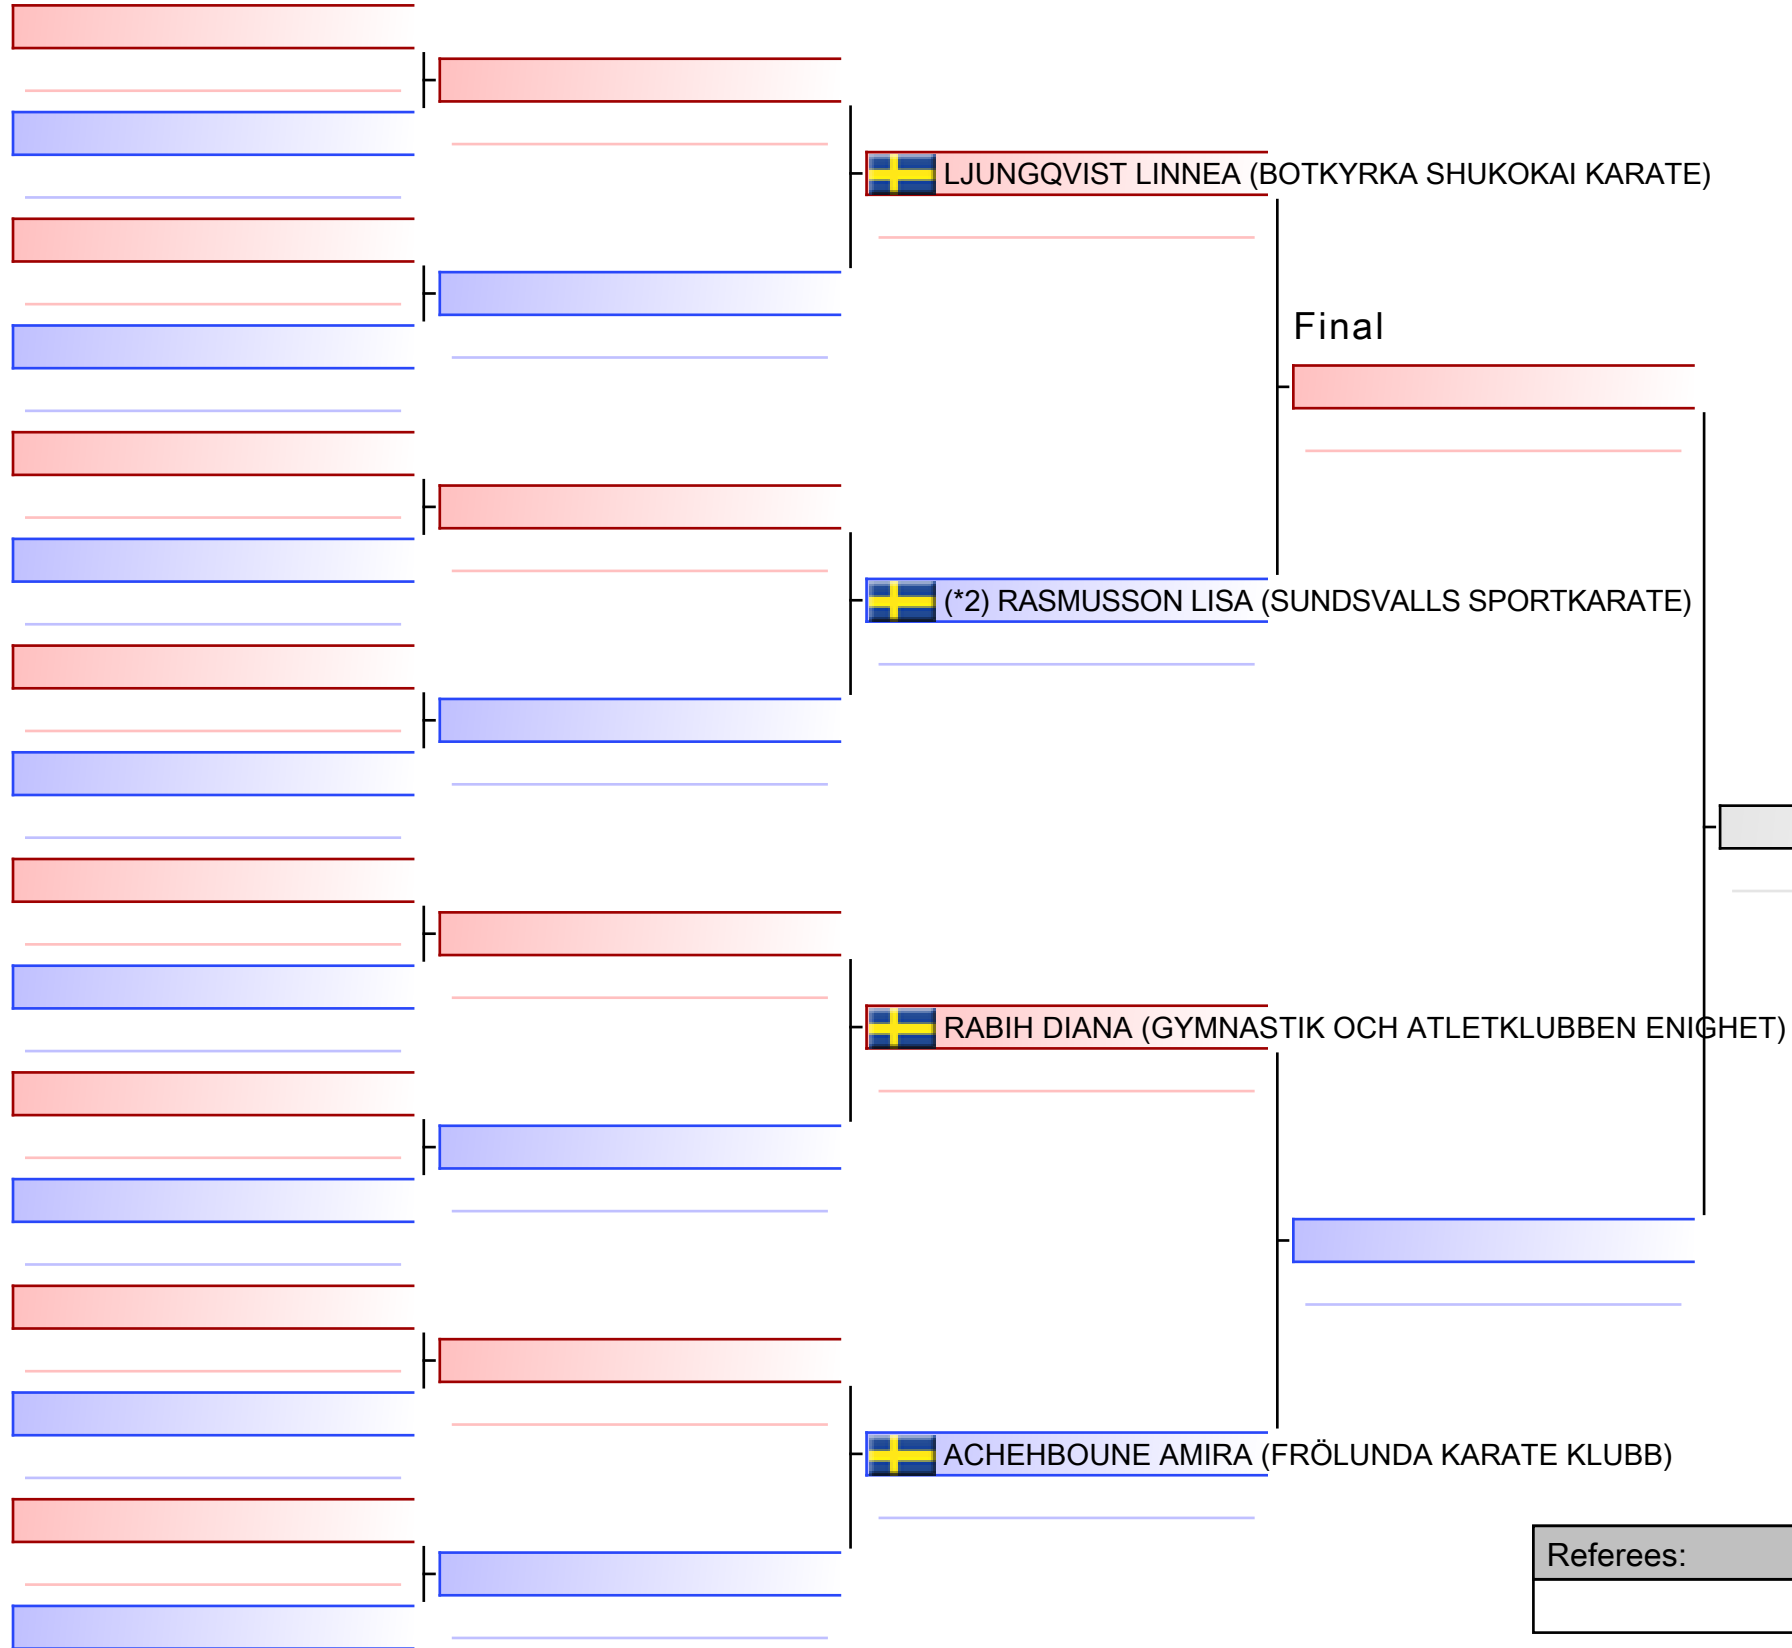 LJUNGQVIST LINNEA (BOTKYRKA SHUKOKAI KARATE)
Final
(*2) RASMUSSON LISA (SUNDSVALLS SPORTKARATE)
RABIH DIANA (GYMNASTIK OCH ATLETKLUBBEN ENIGHET)
ACHEHBOUNE AMIRA (FRÖLUNDA KARATE KLUBB)
Referees: